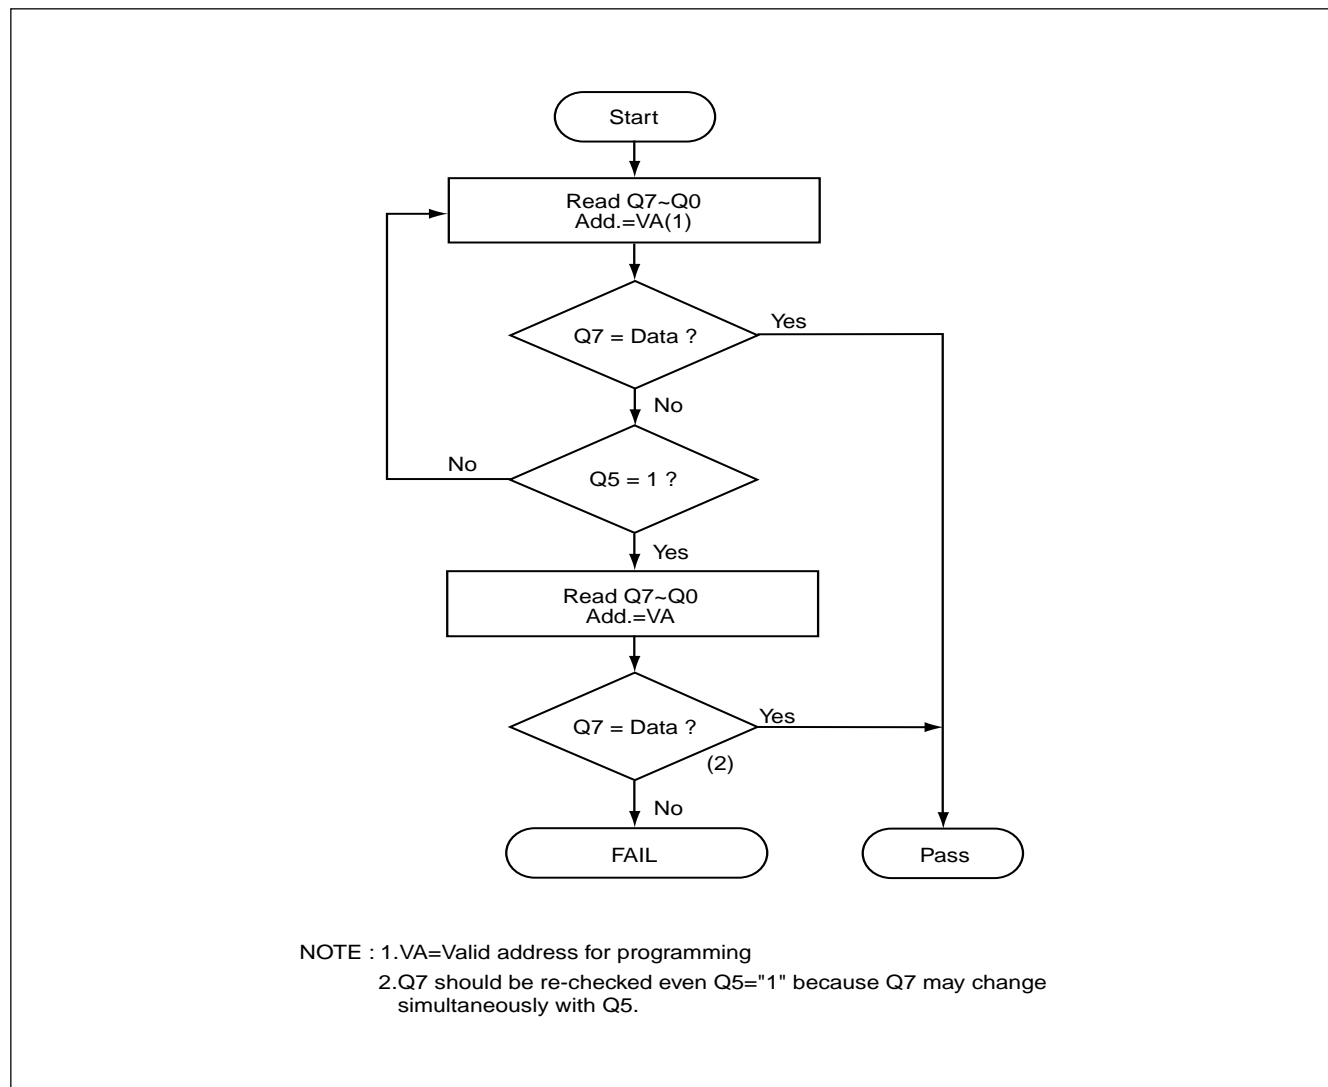 Start
Read Q7~Q0
Add.=VA(1)
Q7 = Data ?
Yes
No
No
Q5 = 1 ?
Yes
Read Q7~Q0
Add.=VA
Q7 = Data ?
Yes
(2)
No
FAIL
Pass
NOTE : 1.VA=Valid address for programming
2.Q7 should be re-checked even Q5="1" because Q7 may change
simultaneously with Q5.